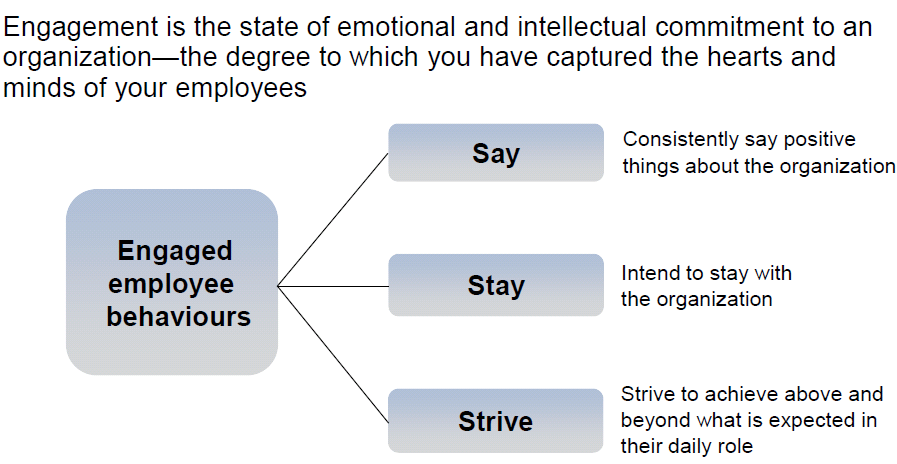 Engagement is the state of emotional and intellectual commitment to an
organization—the degree to which you have captured the hearts and
minds of your employees
Engaged
employee
behaviours
Say
Consistently say positive
things about the organization
Stay
Intend to stay with
the organization
Strive
Strive to achieve above and
beyond what is expected in
their daily role